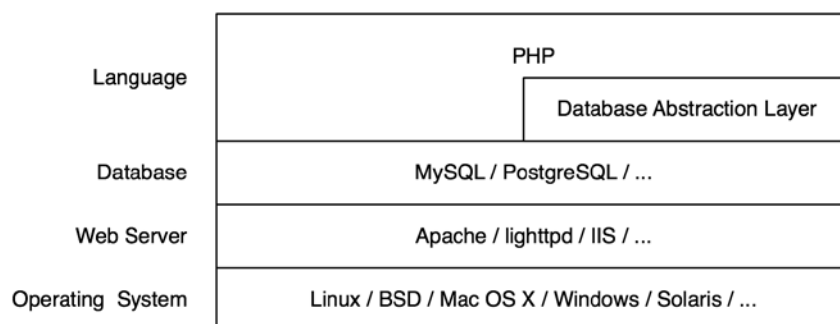 PHP
Language
Database Abstraction Layer
Database MySQL / PostgreSQL / ...
Web Server Apache / lighttpd / IIS / ...
Operating System Linux / BSD / Mac OS X / Windows / Solaris / ...